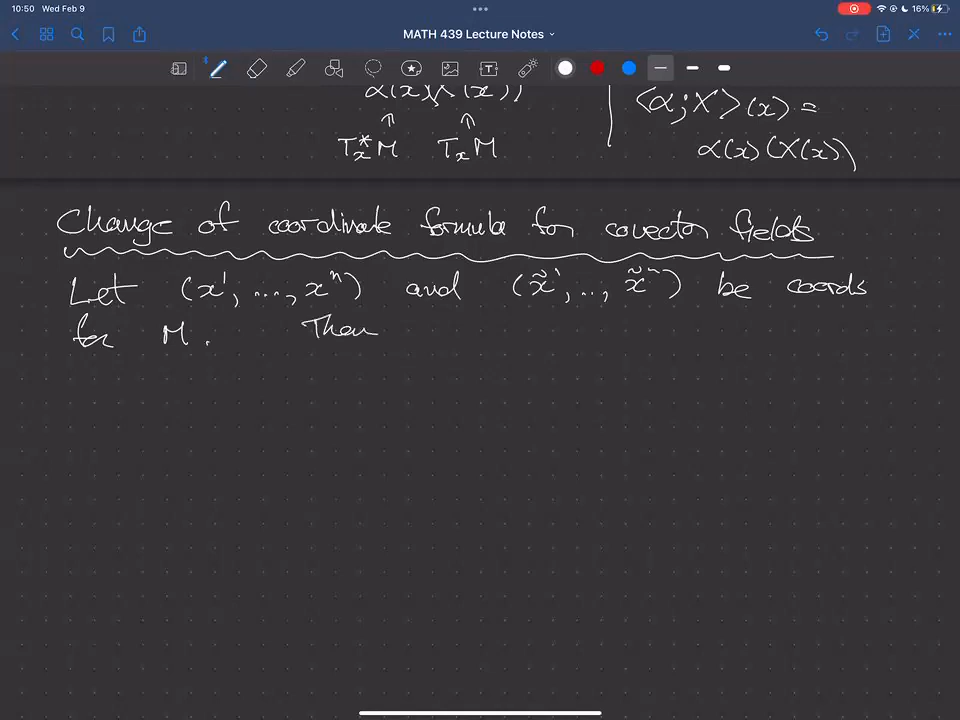 10:50 Wed Feb 9
16%
MATH 439 Lecture Notes
α(x)(X(x))
⟨α;X⟩(x) =
T*ₓM TₓM
α(x)(X(x))
Change of coordinate formula for covector fields
Let (x¹, ..., xⁿ) and (x̃¹, .., x̃ⁿ) be coords
for M. Then